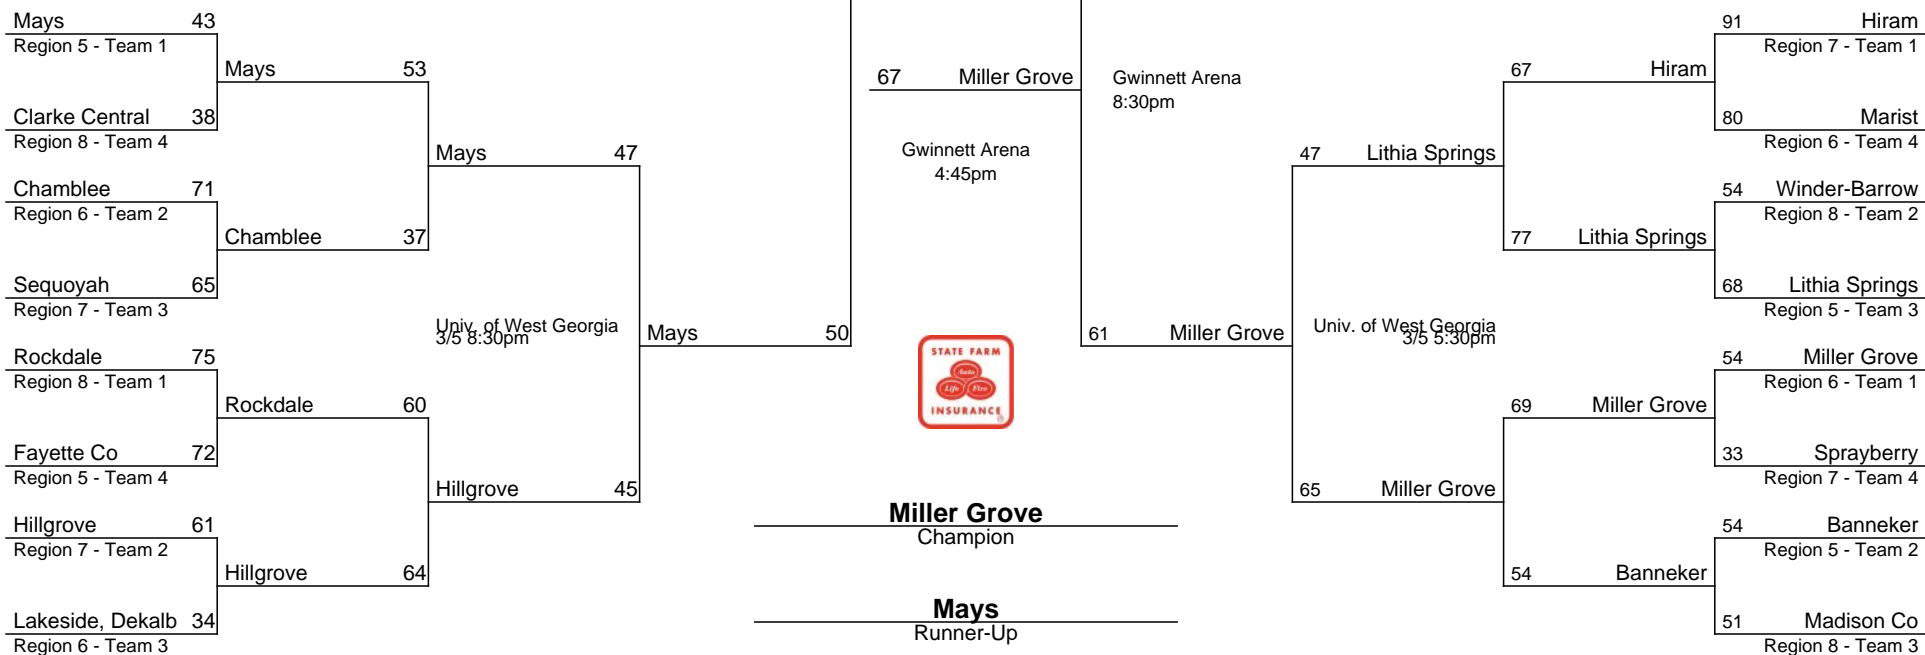 Mays 43
Region 5 - Team 1
Mays 53
Clarke Central 38
Region 8 - Team 4
Mays 47
Chamblee 71
Region 6 - Team 2
Chamblee 37
Sequoyah 65
Region 7 - Team 3
Univ. of West Georgia
3/5 8:30pm
Mays 50
Rockdale 75
Region 8 - Team 1
Rockdale 60
Fayette Co 72
Region 5 - Team 4
Hillgrove 45
Hillgrove 61
Region 7 - Team 2
Hillgrove 64
Lakeside, Dekalb 34
Region 6 - Team 3
67 Miller Grove
Gwinnett Arena
8:30pm
Gwinnett Arena
4:45pm
STATE FARM
Auto
Life Fire
INSURANCE
®
Miller Grove
Champion
Mays
Runner-Up
61 Miller Grove
Univ. of West Georgia
3/5 5:30pm
47 Lithia Springs
65 Miller Grove
67 Hiram
77 Lithia Springs
69 Miller Grove
54 Banneker
91 Hiram
Region 7 - Team 1
80 Marist
Region 6 - Team 4
54 Winder-Barrow
Region 8 - Team 2
68 Lithia Springs
Region 5 - Team 3
54 Miller Grove
Region 6 - Team 1
33 Sprayberry
Region 7 - Team 4
54 Banneker
Region 5 - Team 2
51 Madison Co
Region 8 - Team 3